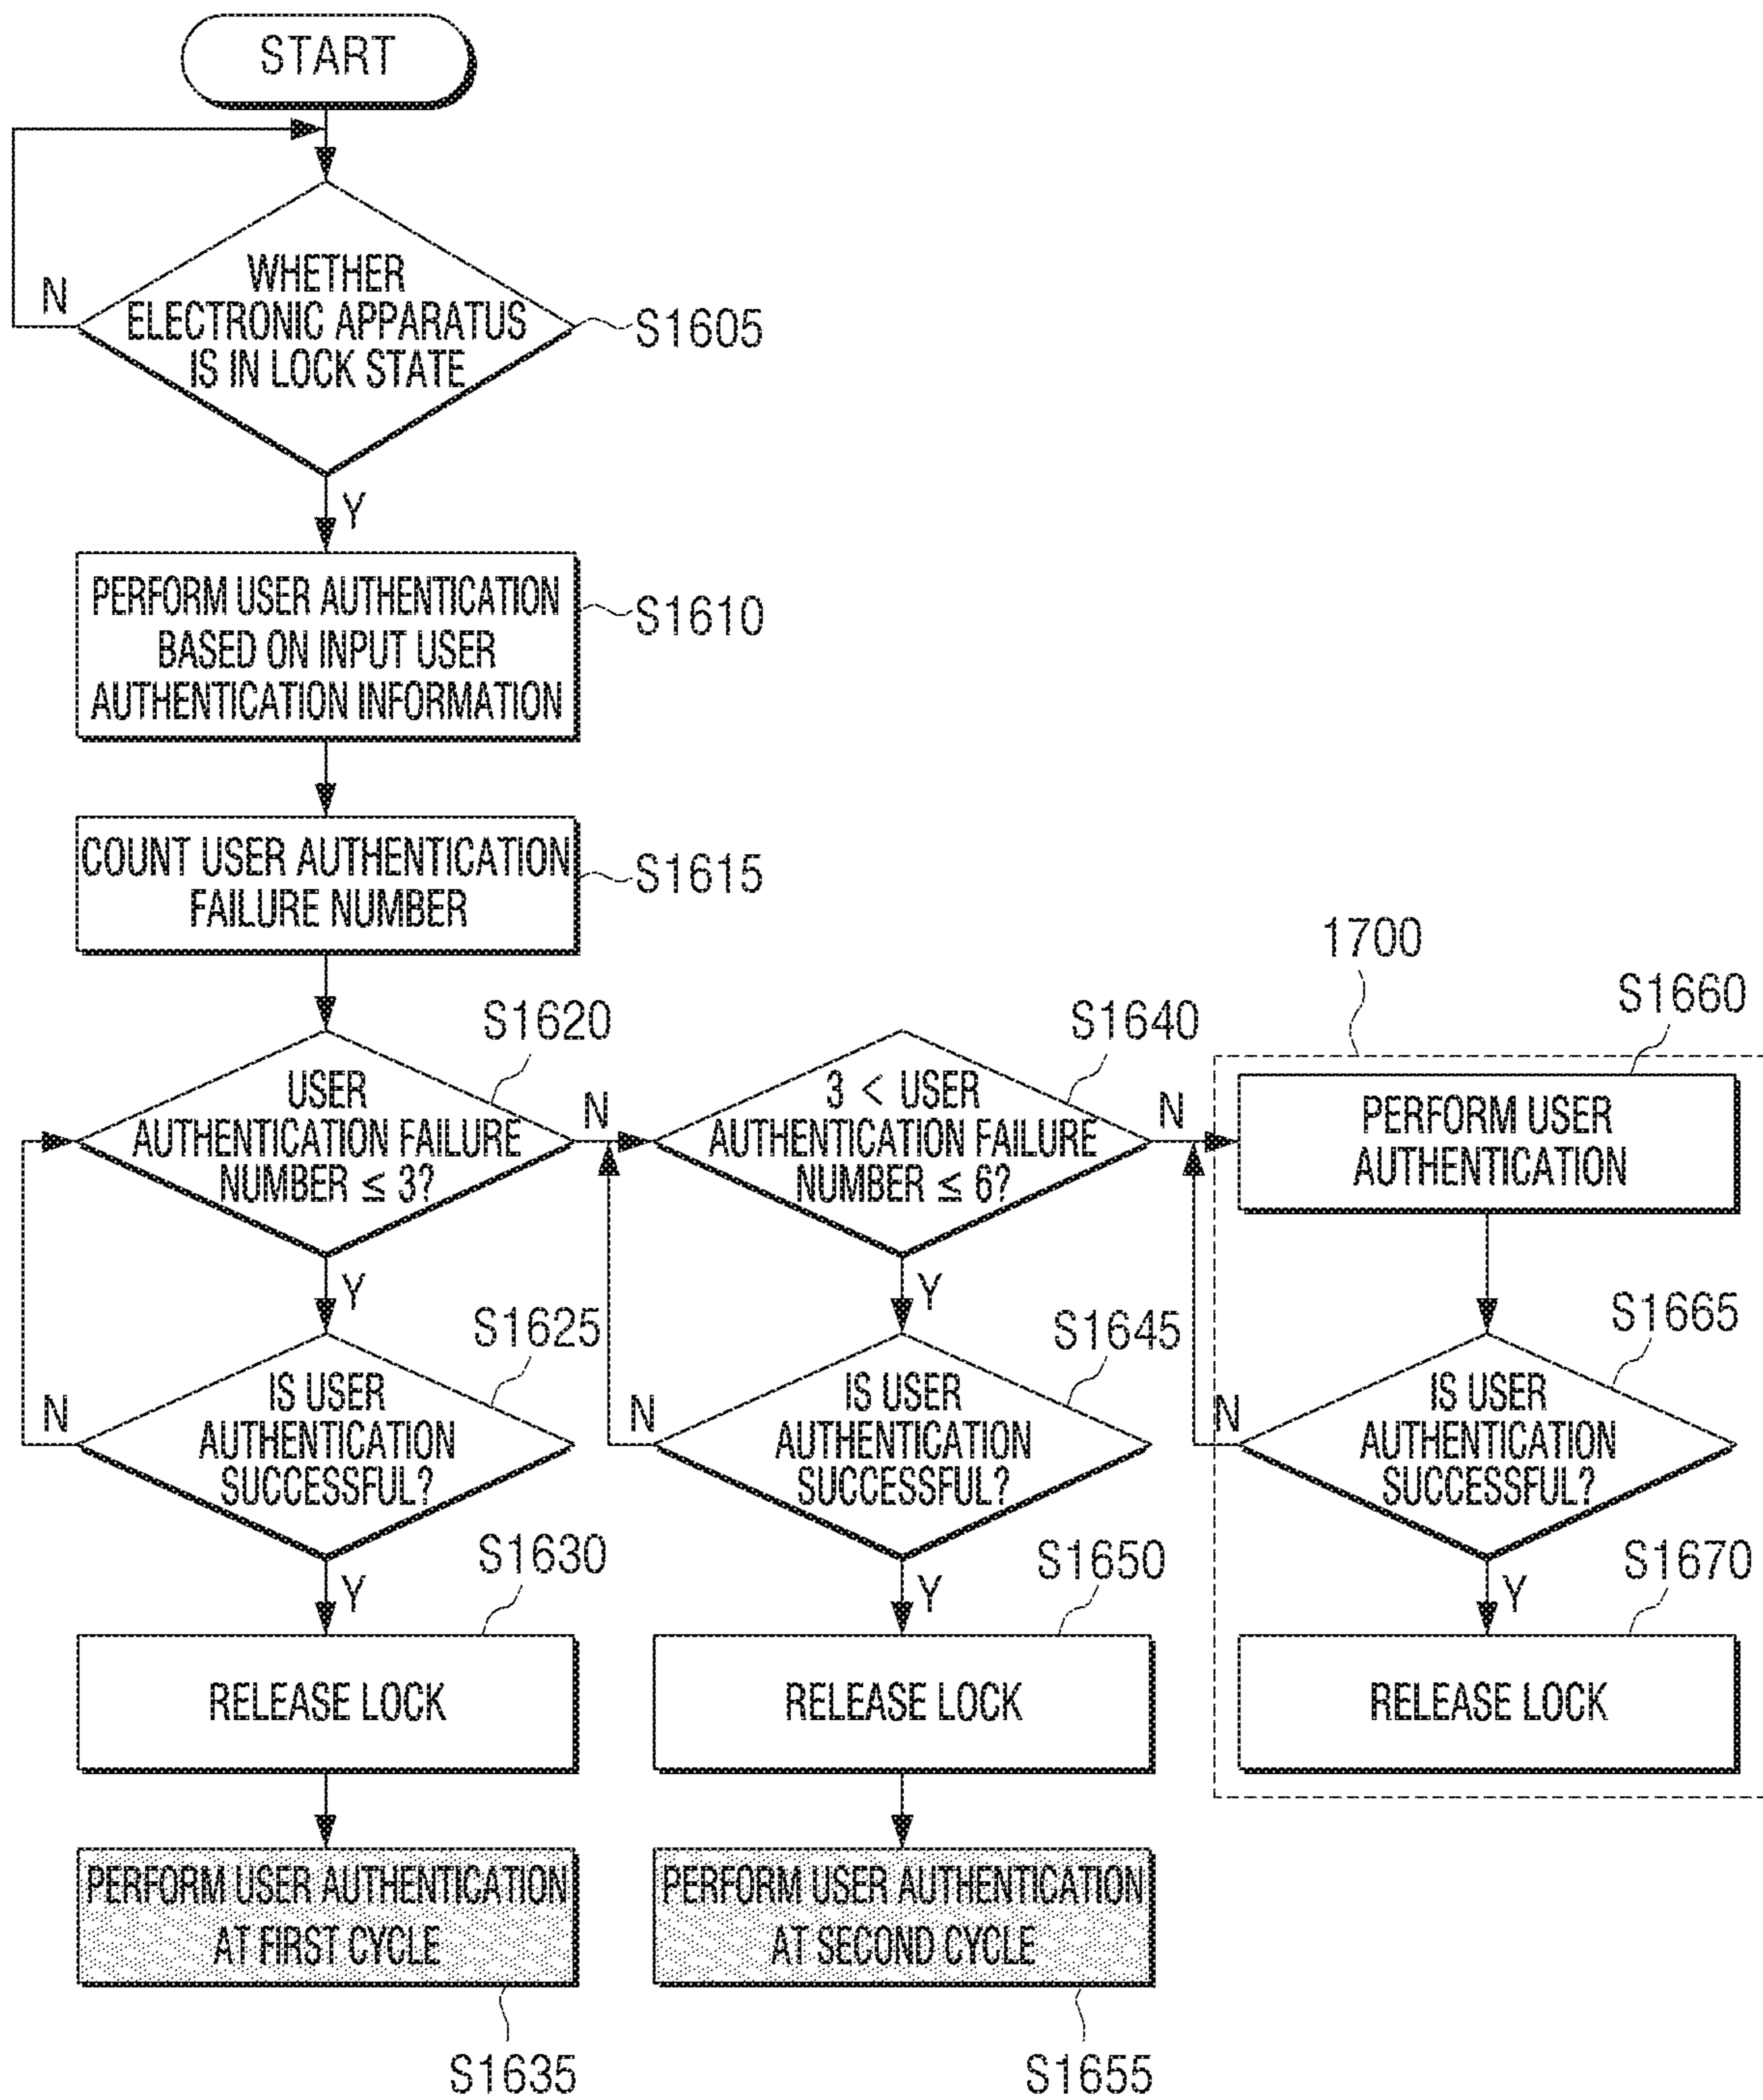 START
N
WHETHER
ELECTRONIC APPARATUS
IS IN LOCK STATE
S1605
Y
PERFORM USER AUTHENTICATION
BASED ON INPUT USER
AUTHENTICATION INFORMATION
S1610
COUNT USER AUTHENTICATION
FAILURE NUMBER
S1615
S1620
USER
AUTHENTICATION FAILURE
NUMBER ≤ 3?
N
Y
S1625
IS USER
AUTHENTICATION
SUCCESSFUL?
N
Y
S1630
RELEASE LOCK
PERFORM USER AUTHENTICATION
AT FIRST CYCLE
S1635
S1640
3 < USER
AUTHENTICATION FAILURE
NUMBER ≤ 6?
N
Y
S1645
IS USER
AUTHENTICATION
SUCCESSFUL?
N
Y
S1650
RELEASE LOCK
PERFORM USER AUTHENTICATION
AT SECOND CYCLE
S1655
1700
S1660
PERFORM USER
AUTHENTICATION
S1665
IS USER
AUTHENTICATION
SUCCESSFUL?
N
Y
S1670
RELEASE LOCK